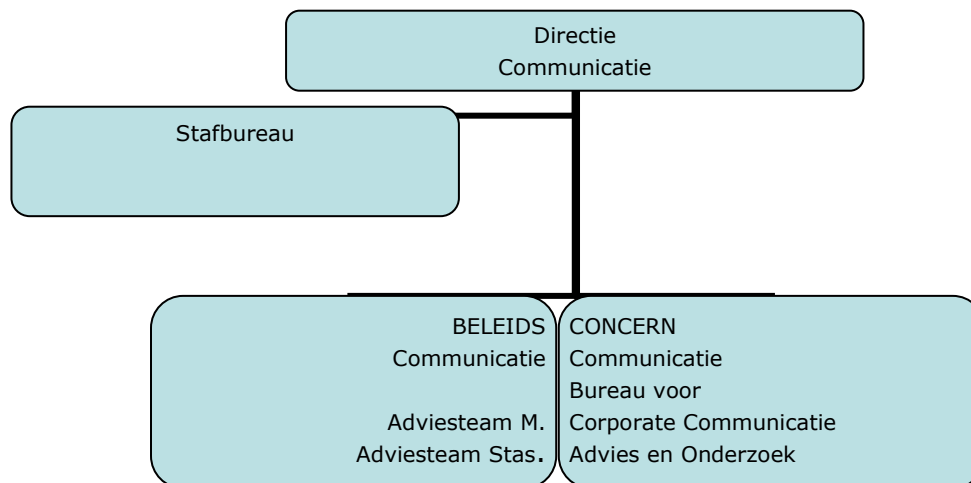 Directie
Communicatie
Stafbureau
BELEIDS
Communicatie
Adviesteam M.
Adviesteam Stas.
CONCERN
Communicatie
Bureau voor
Corporate Communicatie
Advies en Onderzoek